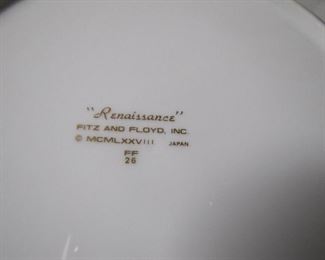 "Renaissance"
FITZ AND FLOYD, INC.
© MCMLXXVIII JAPAN
FF
26